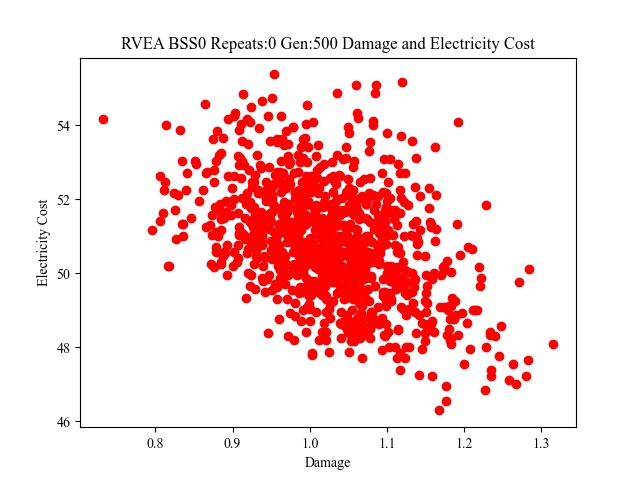 RVEA BSS0 Repeats:0 Gen:500 Damage and Electricity Cost
54
52
50
48
46
Electricity Cost
0.8 0.9 1.0 1.1 1.2 1.3
Damage